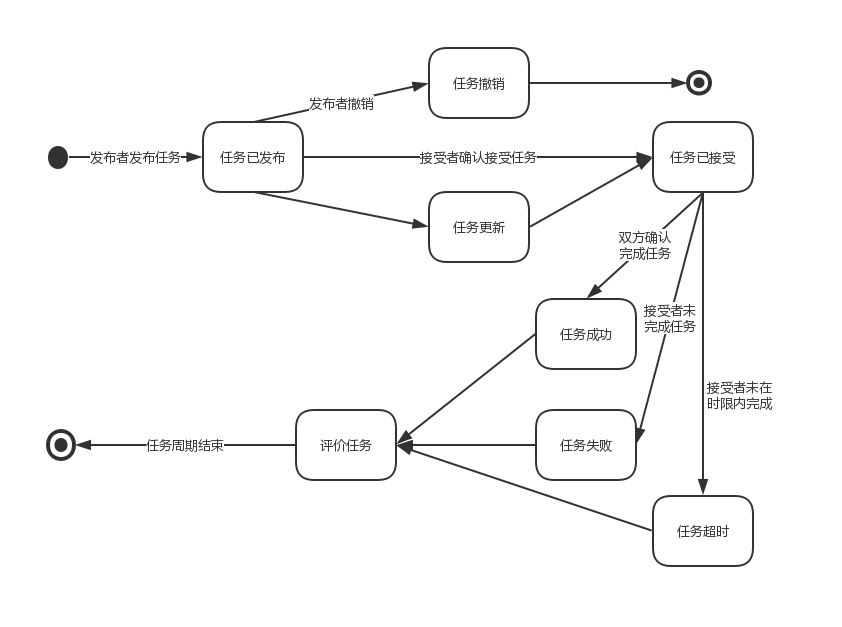 任务撤销
发布者撤销
发布者发布任务
任务已发布
接受者确认接受任务
任务已接受
任务更新
双方确认
完成任务
接受者未
完成任务
任务成功
接受者未在
时限内完成
任务周期结束
评价任务
任务失败
任务超时